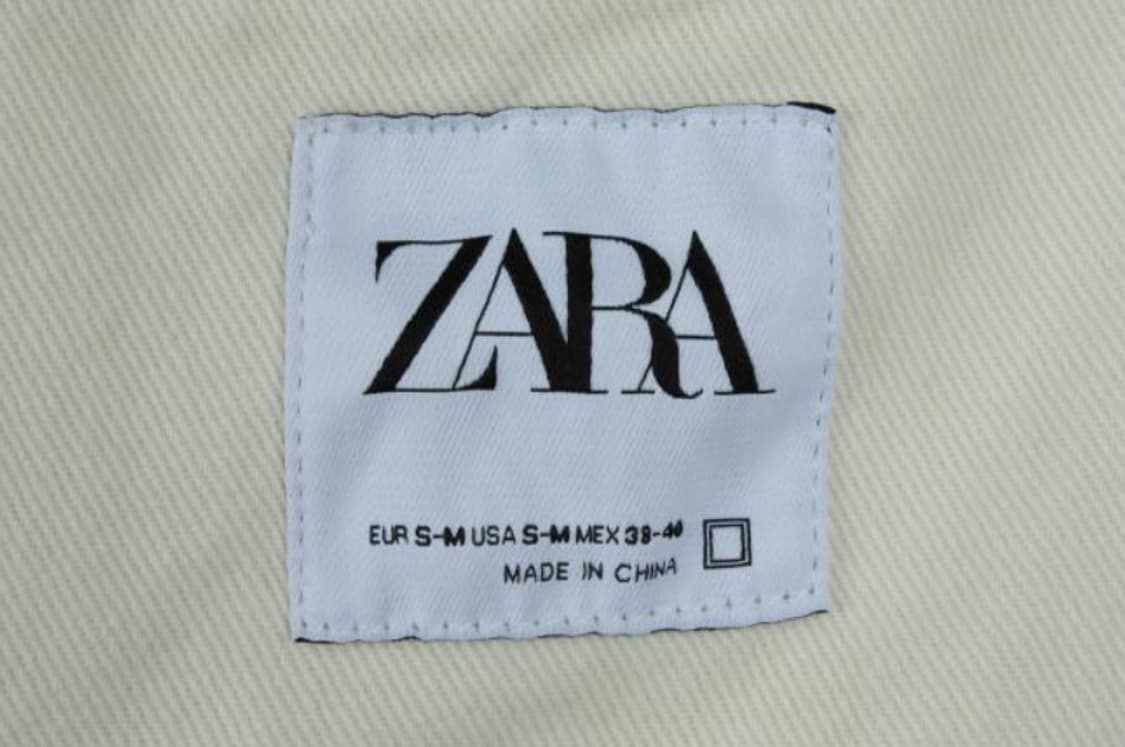 ZARA
EUR S-M USA S-M MEX 38-40
MADE IN CHINA